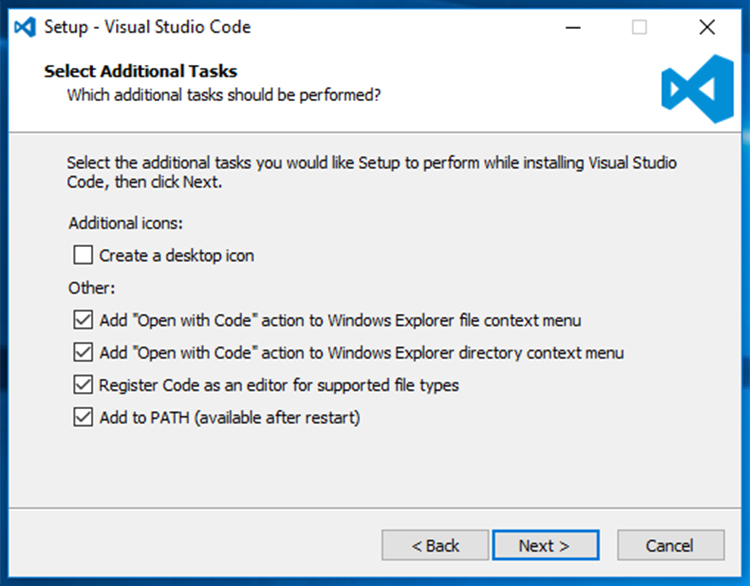 Setup - Visual Studio Code
Select Additional Tasks
Which additional tasks should be performed?
Select the additional tasks you would like Setup to perform while installing Visual Studio
Code, then click Next.
Additional icons:
Create a desktop icon
Other:
Add "Open with Code" action to Windows Explorer file context menu
Add "Open with Code" action to Windows Explorer directory context menu
Register Code as an editor for supported file types
Add to PATH (available after restart)
< Back
Next >
Cancel